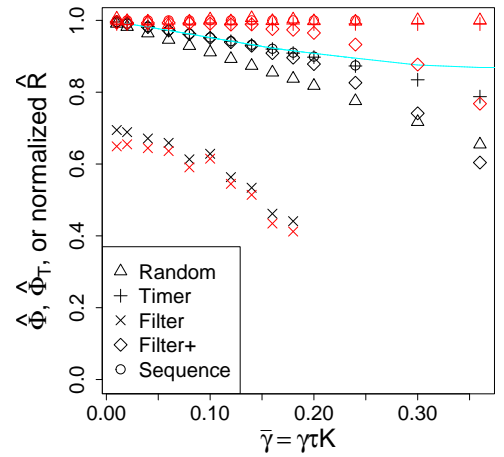 Φ̂, Φ̂_T, or normalized R̂
1.0
0.8
0.6
0.4
0.2
0.0
Random
Timer
Filter
Filter+
Sequence
0.00 0.10 0.20 0.30
γ̄ = γτK